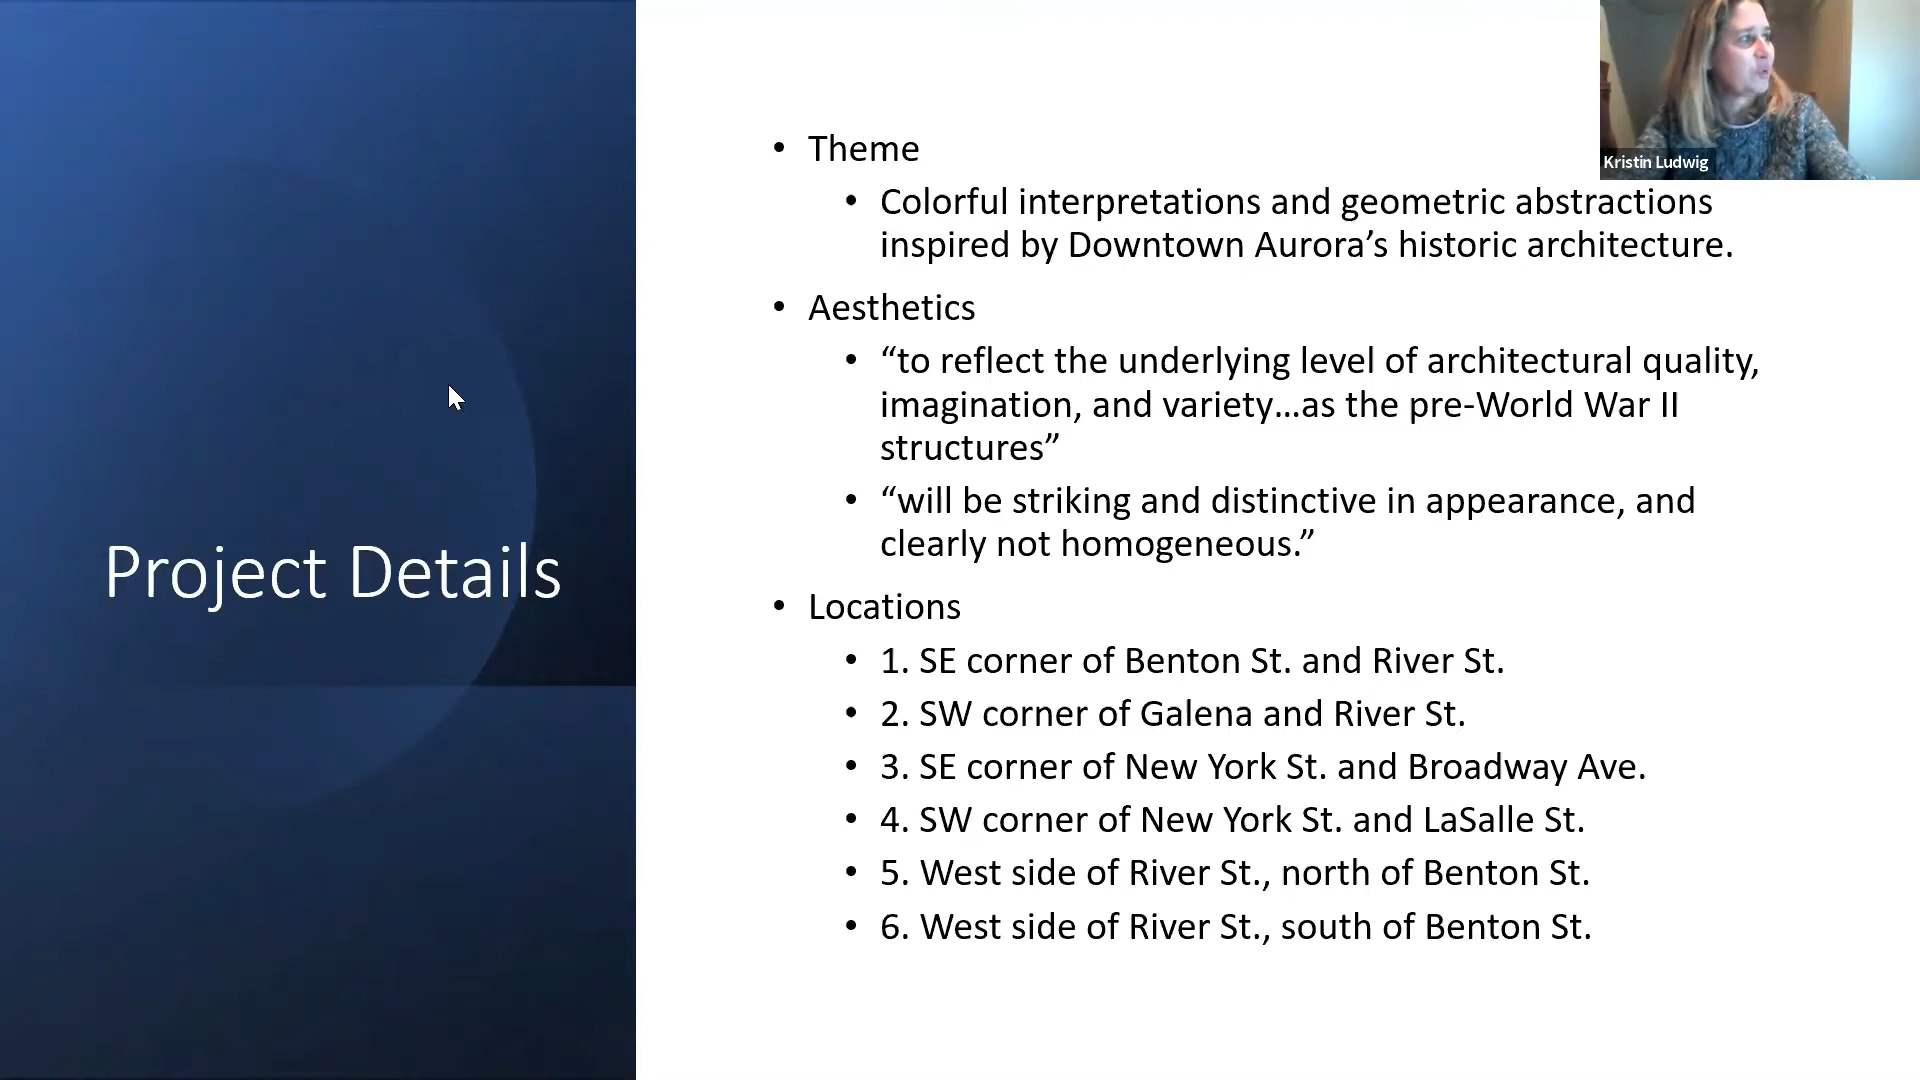 Project Details
• Theme
• Colorful interpretations and geometric abstractions
inspired by Downtown Aurora’s historic architecture.
• Aesthetics
• “to reflect the underlying level of architectural quality,
imagination, and variety…as the pre-World War II
structures”
• “will be striking and distinctive in appearance, and
clearly not homogeneous.”
• Locations
• 1. SE corner of Benton St. and River St.
• 2. SW corner of Galena and River St.
• 3. SE corner of New York St. and Broadway Ave.
• 4. SW corner of New York St. and LaSalle St.
• 5. West side of River St., north of Benton St.
• 6. West side of River St., south of Benton St.
Kristin Ludwig